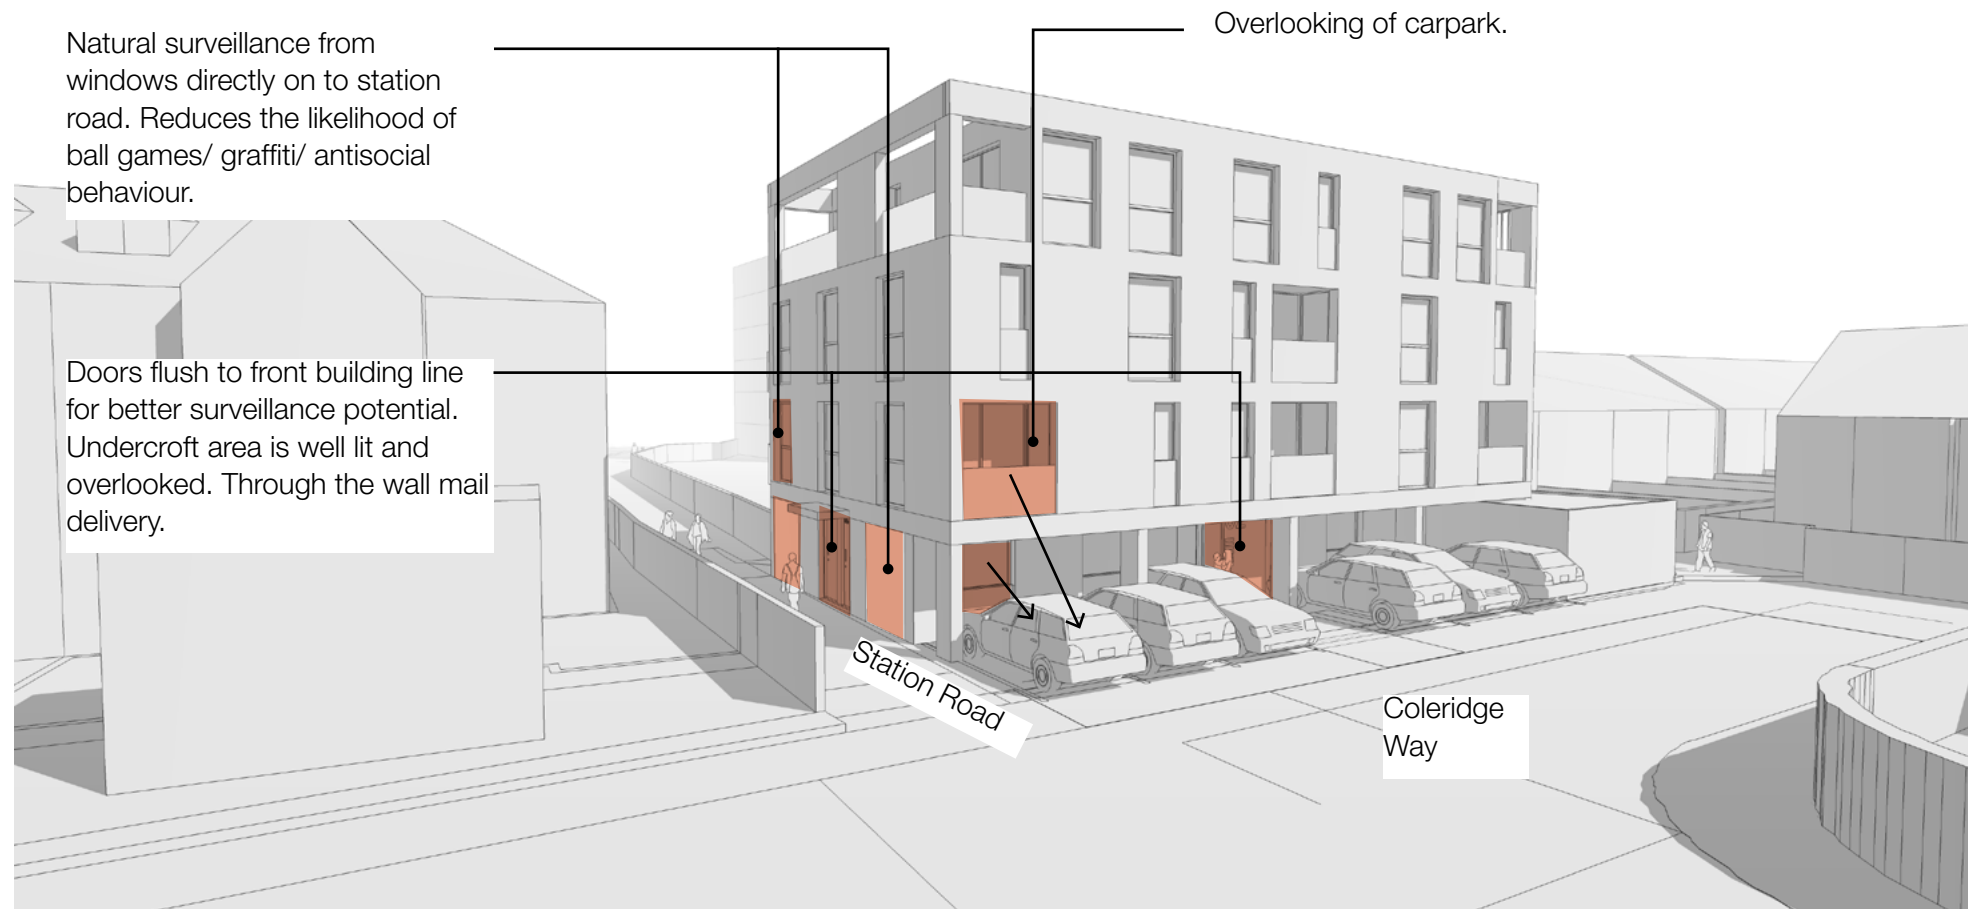 Natural surveillance from
windows directly on to station
road. Reduces the likelihood of
ball games/ graffiti/ antisocial
behaviour.
Overlooking of carpark.
Doors flush to front building line
for better surveillance potential.
Undercroft area is well lit and
overlooked. Through the wall mail
delivery.
Station Road
Coleridge
Way